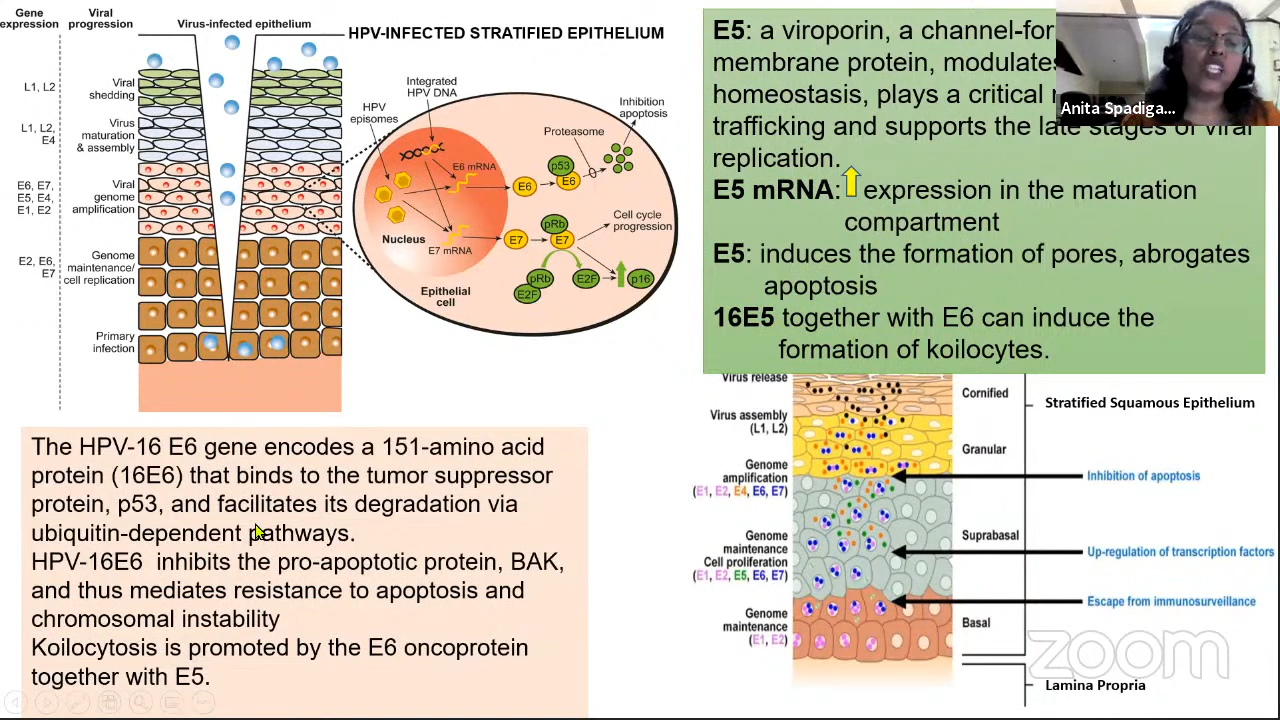 Gene
expression
Viral
progression
Virus-infected epithelium
L1, L2
Viral
shedding
L1, L2,
E4
Virus
maturation
& assembly
E6, E7,
E5, E4,
E1, E2
Viral
genome
amplification
E2, E6,
E7
Genome
maintenance/
cell replication
Primary
infection
HPV-INFECTED STRATIFIED EPITHELIUM
Integrated
HPV DNA
HPV
episomes
Inhibition
apoptosis
Proteasome
E6 mRNA
p53
E6
E6
Nucleus
E7 mRNA
E7
pRb
E7
Cell cycle
progression
pRb
E2F
E2F
p16
Epithelial
cell
E5: a viroporin, a channel-for
membrane protein, modulates
homeostasis, plays a critical
trafficking and supports the late stages of viral
replication.
E5 mRNA: expression in the maturation
compartment
E5: induces the formation of pores, abrogates
apoptosis
16E5 together with E6 can induce the
formation of koilocytes.
Anita Spadiga...
The HPV-16 E6 gene encodes a 151-amino acid
protein (16E6) that binds to the tumor suppressor
protein, p53, and facilitates its degradation via
ubiquitin-dependent pathways.
HPV-16E6 inhibits the pro-apoptotic protein, BAK,
and thus mediates resistance to apoptosis and
chromosomal instability
Koilocytosis is promoted by the E6 oncoprotein
together with E5.
Virus release
Virus assembly
(L1, L2)
Genome
amplification
(E1, E2, E4, E6, E7)
Genome
maintenance
Cell proliferation
(E1, E2, E5, E6, E7)
Genome
maintenance
(E1, E2)
Cornified
Granular
Suprabasal
Basal
Stratified Squamous Epithelium
Inhibition of apoptosis
Up-regulation of transcription factors
Escape from immunosurveillance
Lamina Propria
zoom